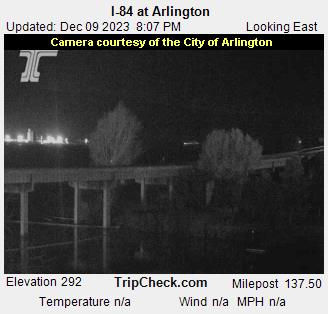 I-84 at Arlington
Updated: Dec 09 2023 8:07 PM Looking East
Camera courtesy of the City of Arlington
Elevation 292 TripCheck.com Milepost 137.50
Temperature n/a Wind n/a MPH n/a